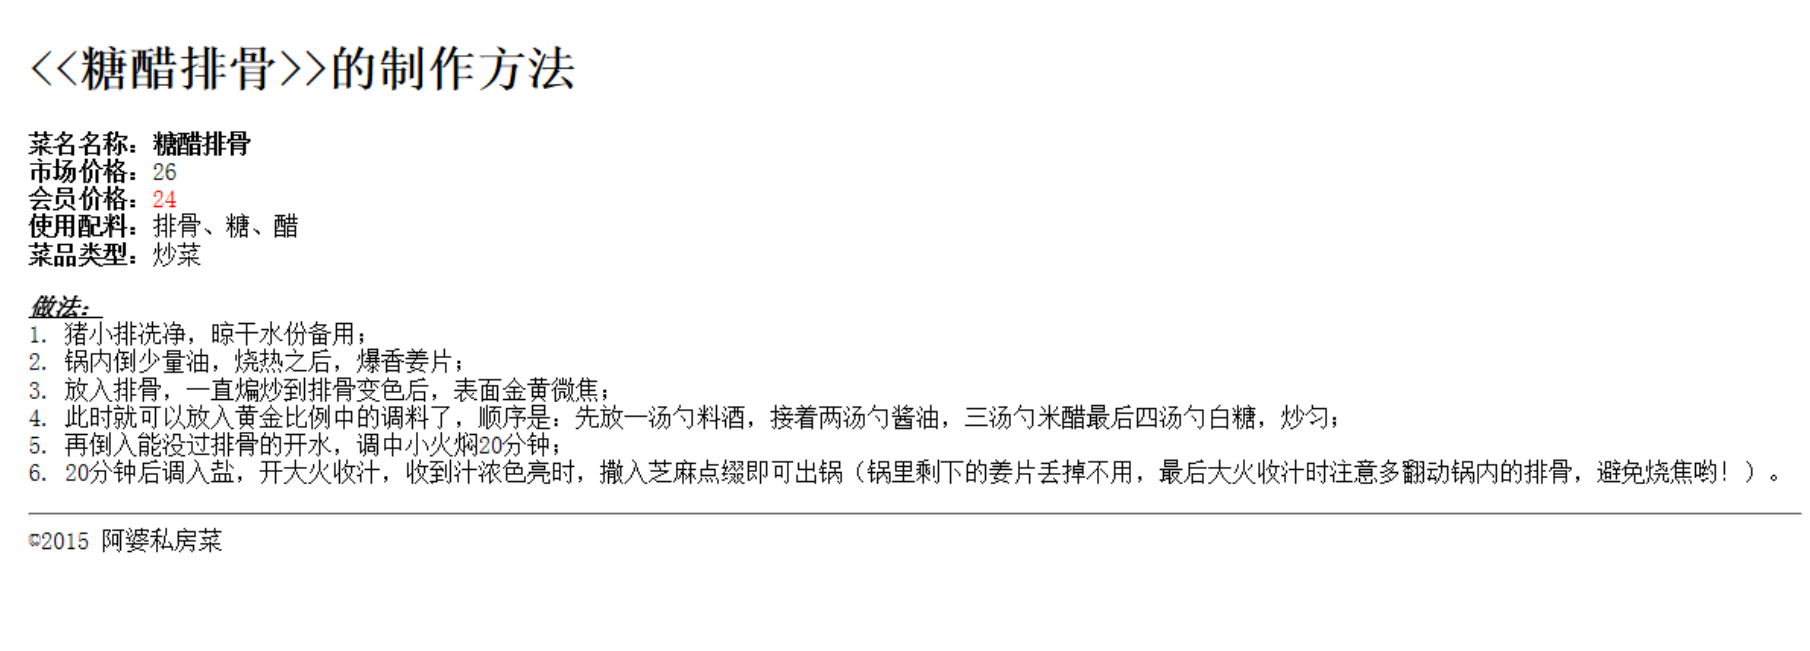 <<糖醋排骨>>的制作方法
菜名名称：糖醋排骨
市场价格：26
会员价格：24
使用配料：排骨、糖、醋
菜品类型：炒菜
做法：
1. 猪小排洗净，晾干水份备用；
2. 锅内倒少量油，烧热之后，爆香姜片；
3. 放入排骨，一直煸炒到排骨变色后，表面金黄微焦；
4. 此时就可以放入黄金比例中的调料了，顺序是：先放一汤勺料酒，接着两汤勺酱油，三汤勺米醋最后四汤勺白糖，炒匀；
5. 再倒入能没过排骨的开水，调中小火焖20分钟；
6. 20分钟后调入盐，开大火收汁，收到汁浓色亮时，撒入芝麻点缀即可出锅（锅里剩下的姜片丢掉不用，最后大火收汁时注意多翻动锅内的排骨，避免烧焦哟！）。
©2015 阿婆私房菜